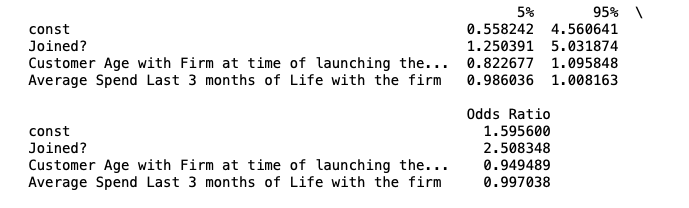 5% 95% \
const 0.558242 4.560641
Joined? 1.250391 5.031874
Customer Age with Firm at time of launching the... 0.822677 1.095848
Average Spend Last 3 months of Life with the firm 0.986036 1.008163
Odds Ratio
const 1.595600
Joined? 2.508348
Customer Age with Firm at time of launching the... 0.949489
Average Spend Last 3 months of Life with the firm 0.997038